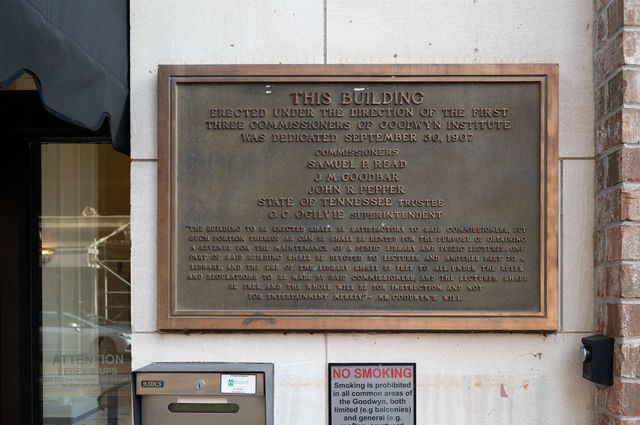 THIS BUILDING
ERECTED UNDER THE DIRECTION OF THE FIRST
THREE COMMISSIONERS OF GOODWYN INSTITUTE
WAS DEDICATED SEPTEMBER 30, 1907
COMMISSIONERS
SAMUEL P. READ
J. M. GOODBAR
JOHN R. PEPPER
STATE OF TENNESSEE TRUSTEE
C. C. OGILVIE SUPERINTENDENT
"THE BUILDING TO BE ERECTED SHALL BE SATISFACTORY TO SAID COMMISSIONERS, BUT
SUCH PORTION THEREOF AS CAN BE SHALL BE RENTED FOR THE PURPOSE OF OBTAINING
A REVENUE FOR THE MAINTENANCE OF A PUBLIC LIBRARY AND PUBLIC LECTURES, ONE
PART OF SAID BUILDING SHALL BE DEVOTED TO LECTURES AND ANOTHER PART TO A
LIBRARY, AND THE USE OF THE LIBRARY SHALL BE FREE TO ALL, UNDER THE RULES
AND REGULATIONS TO BE MADE BY SAID COMMISSIONERS; AND THE LECTURES SHALL
BE FREE, AND THE WHOLE WILL BE FOR INSTRUCTION, AND NOT
FOR ENTERTAINMENT MERELY" – MR. GOODWYN'S WILL
ATTENTION
NO SMOKING
Smoking is prohibited
in all common areas of
the Goodwyn, both
limited (e.g balconies)
and general (e.g.